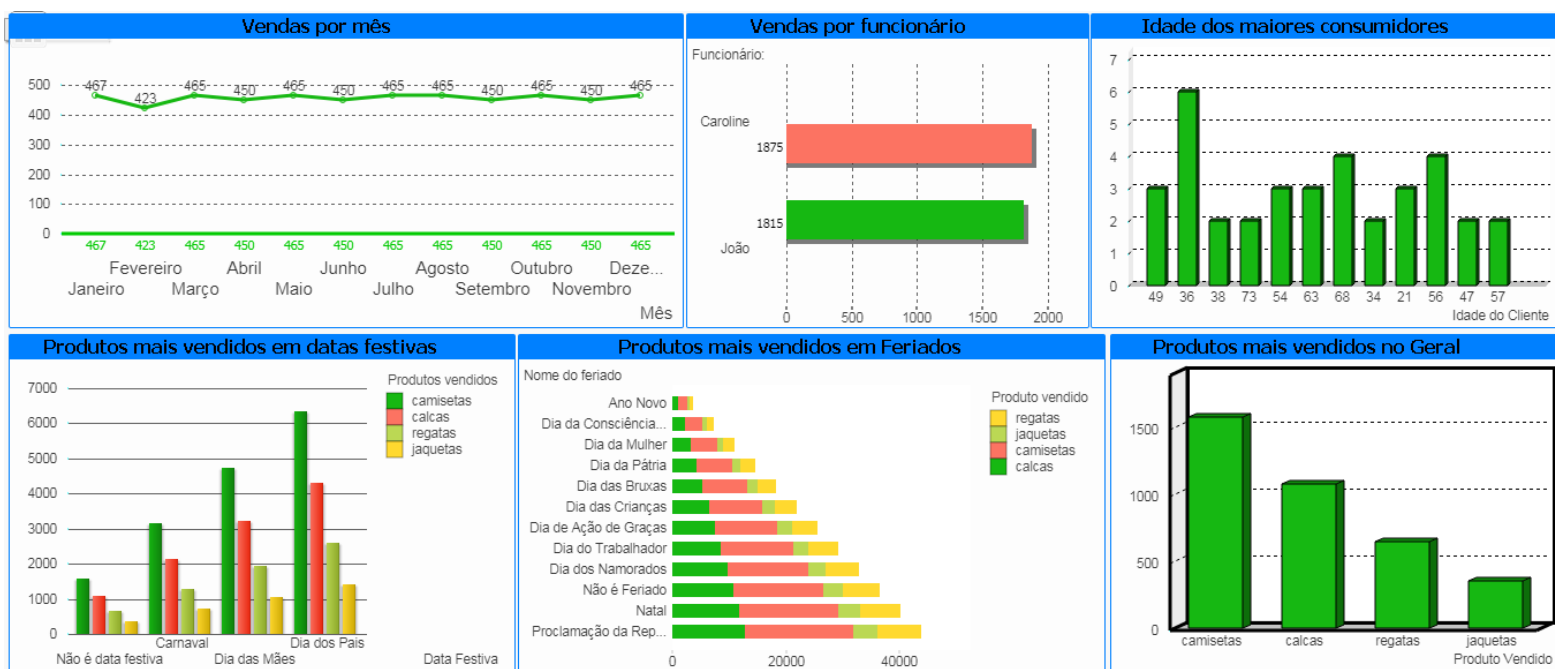 Vendas por mês
500
400
300
200
100
0
467 423 465 450 465 450 465 465 450 465 450 465
467 423 465 450 465 450 465 465 450 465 450 465
Fevereiro Abril Junho Agosto Outubro Deze...
Janeiro Março Maio Julho Setembro Novembro
Mês
Vendas por funcionário
Funcionário:
Caroline
1875
1815
João
0 500 1000 1500 2000
Idade dos maiores consumidores
7
6
5
4
3
2
1
0
49 36 38 73 54 63 68 34 21 56 47 57
Idade do Cliente
Produtos mais vendidos em datas festivas
Produtos vendidos
camisetas
calcas
regatas
jaquetas
7000
6000
5000
4000
3000
2000
1000
0
Carnaval Dia dos Pais
Não é data festiva Dia das Mães
Data Festiva
Produtos mais vendidos em Feriados
Nome do feriado
Ano Novo
Dia da Consciência...
Dia da Mulher
Dia da Pátria
Dia das Bruxas
Dia das Crianças
Dia de Ação de Graças
Dia do Trabalhador
Dia dos Namorados
Não é Feriado
Natal
Proclamação da Rep...
0 20000 40000
Produto vendido
regatas
jaquetas
camisetas
calcas
Produtos mais vendidos no Geral
1500
1000
500
0
camisetas calcas regatas jaquetas
Produto Vendido